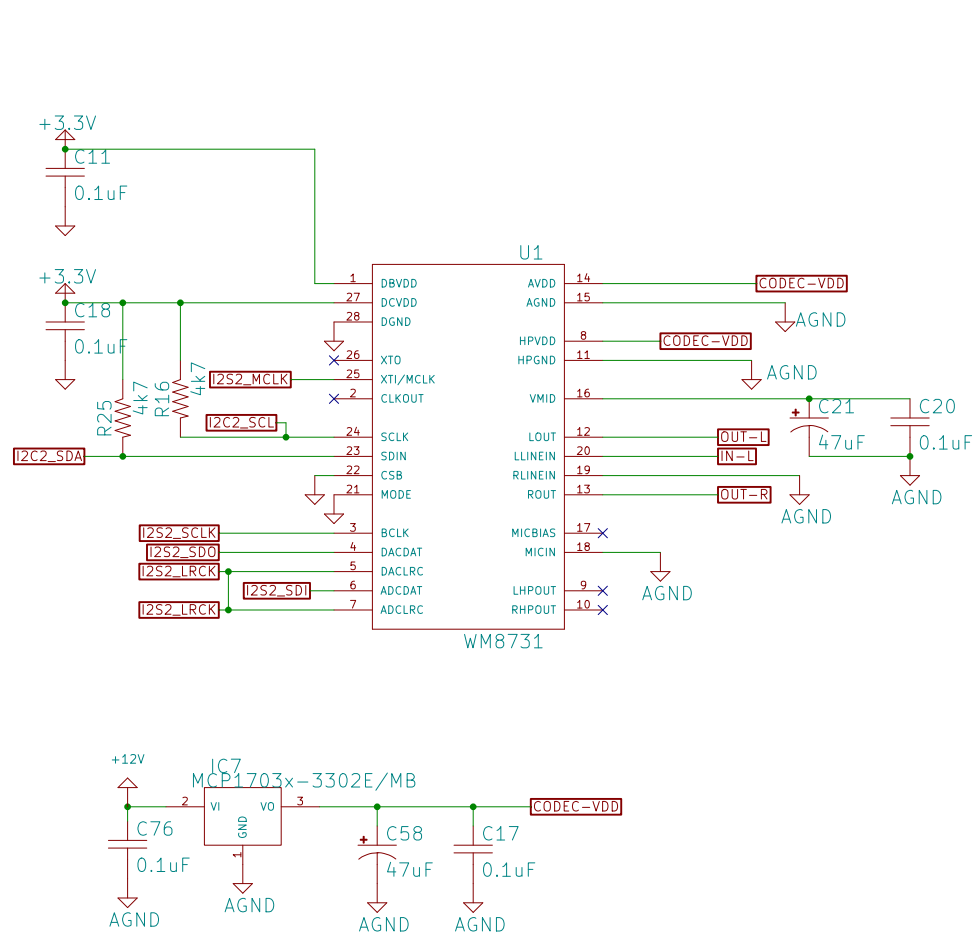 +3.3V
C11
0.1uF
+3.3V
C18
0.1uF
R25
4k7
R16
4k7
I2S2_MCLK
I2C2_SCL
I2C2_SDA
I2S2_SCLK
I2S2_SDO
I2S2_LRCK
I2S2_SDI
I2S2_LRCK
U1
1 DBVDD
27 DCVDD
28 DGND
26 XTO
25 XTI/MCLK
2 CLKOUT
24 SCLK
23 SDIN
22 CSB
21 MODE
3 BCLK
4 DACDAT
5 DACLRC
6 ADCDAT
7 ADCLRC
AVDD 14
AGND 15
HPVDD 8
HPGND 11
VMID 16
LOUT 12
LLINEIN 20
RLINEIN 19
ROUT 13
MICBIAS 17
MICIN 18
LHPOUT 9
RHPOUT 10
WM8731
CODEC-VDD
AGND
CODEC-VDD
AGND
C21
47uF
C20
0.1uF
OUT-L
IN-L
OUT-R
AGND
AGND
AGND
+12V
IC7
MCP1703x-3302E/MB
2 VI
VO 3
GND
1
CODEC-VDD
C76
0.1uF
C58
47uF
C17
0.1uF
AGND
AGND
AGND
AGND